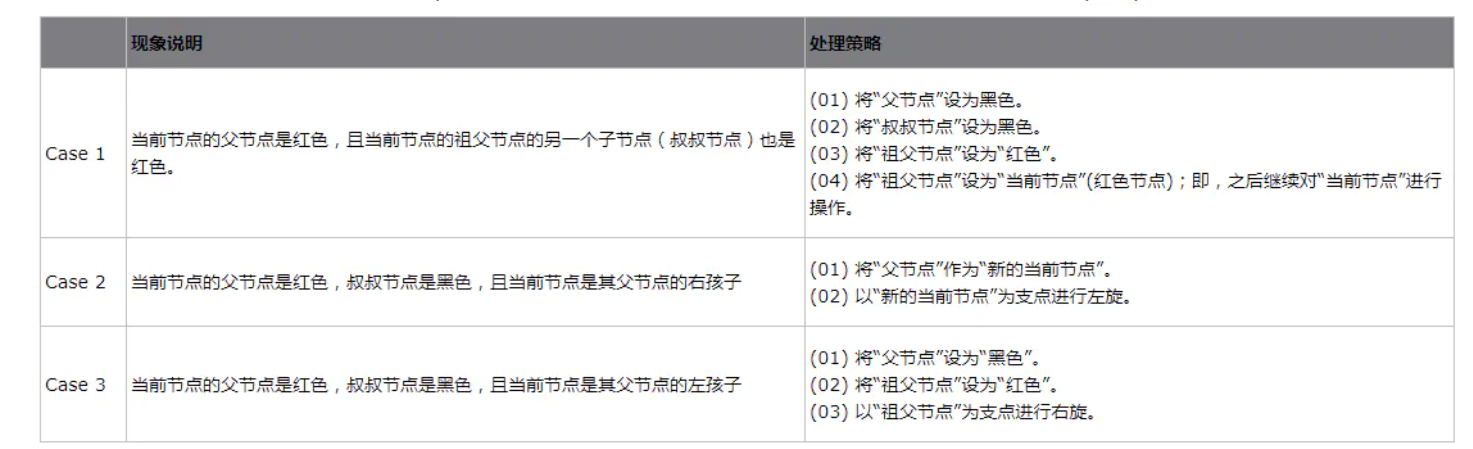 现象说明
处理策略
Case 1
当前节点的父节点是红色，且当前节点的祖父节点的另一个子节点（叔叔节点）也是
红色。
(01) 将“父节点”设为黑色。
(02) 将“叔叔节点”设为黑色。
(03) 将“祖父节点”设为“红色”。
(04) 将“祖父节点”设为“当前节点”(红色节点)；即，之后继续对“当前节点”进行
操作。
Case 2
当前节点的父节点是红色，叔叔节点是黑色，且当前节点是其父节点的右孩子
(01) 将“父节点”作为“新的当前节点”。
(02) 以“新的当前节点”为支点进行左旋。
Case 3
当前节点的父节点是红色，叔叔节点是黑色，且当前节点是其父节点的左孩子
(01) 将“父节点”设为“黑色”。
(02) 将“祖父节点”设为“红色”。
(03) 以“祖父节点”为支点进行右旋。